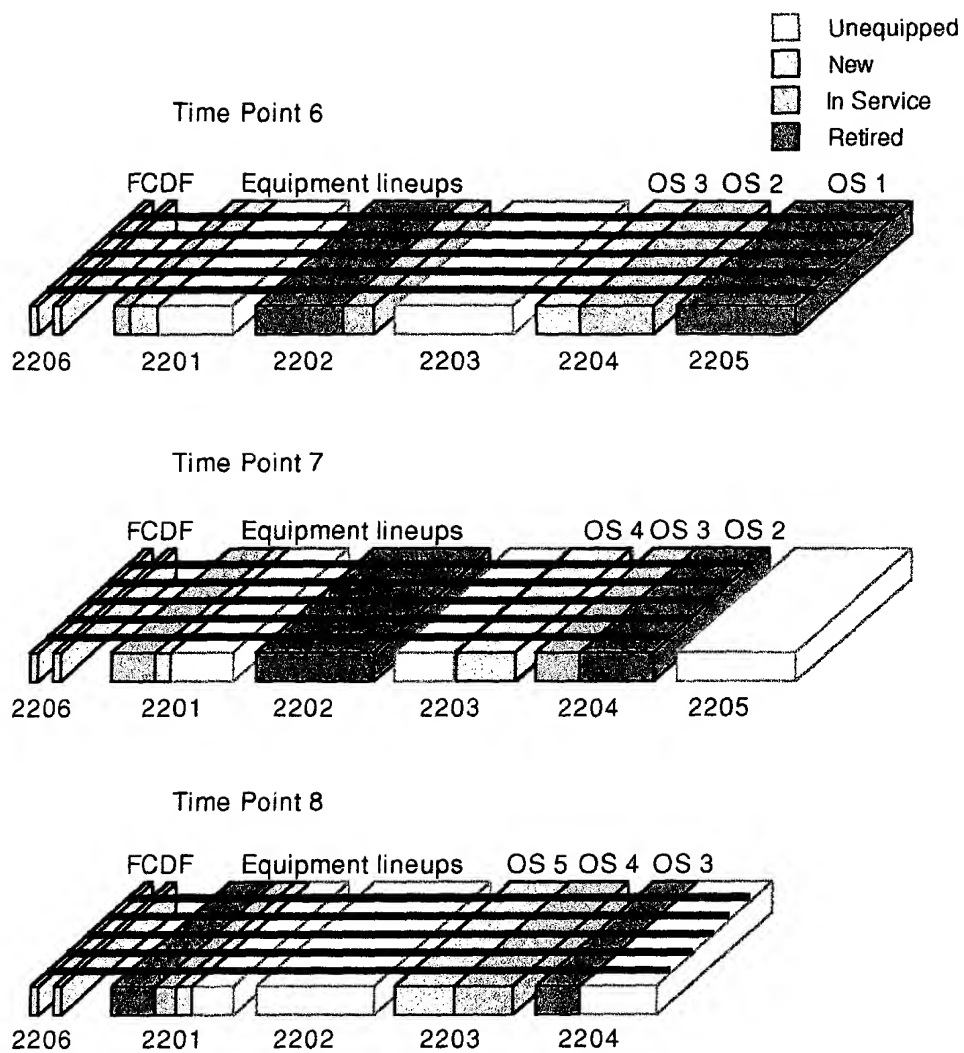 Unequipped
New
In Service
Retired
Time Point 6
FCDF Equipment lineups OS 3 OS 2 OS 1
2206 2201 2202 2203 2204 2205
Time Point 7
FCDF Equipment lineups OS 4 OS 3 OS 2
2206 2201 2202 2203 2204 2205
Time Point 8
FCDF Equipment lineups OS 5 OS 4 OS 3
2206 2201 2202 2203 2204